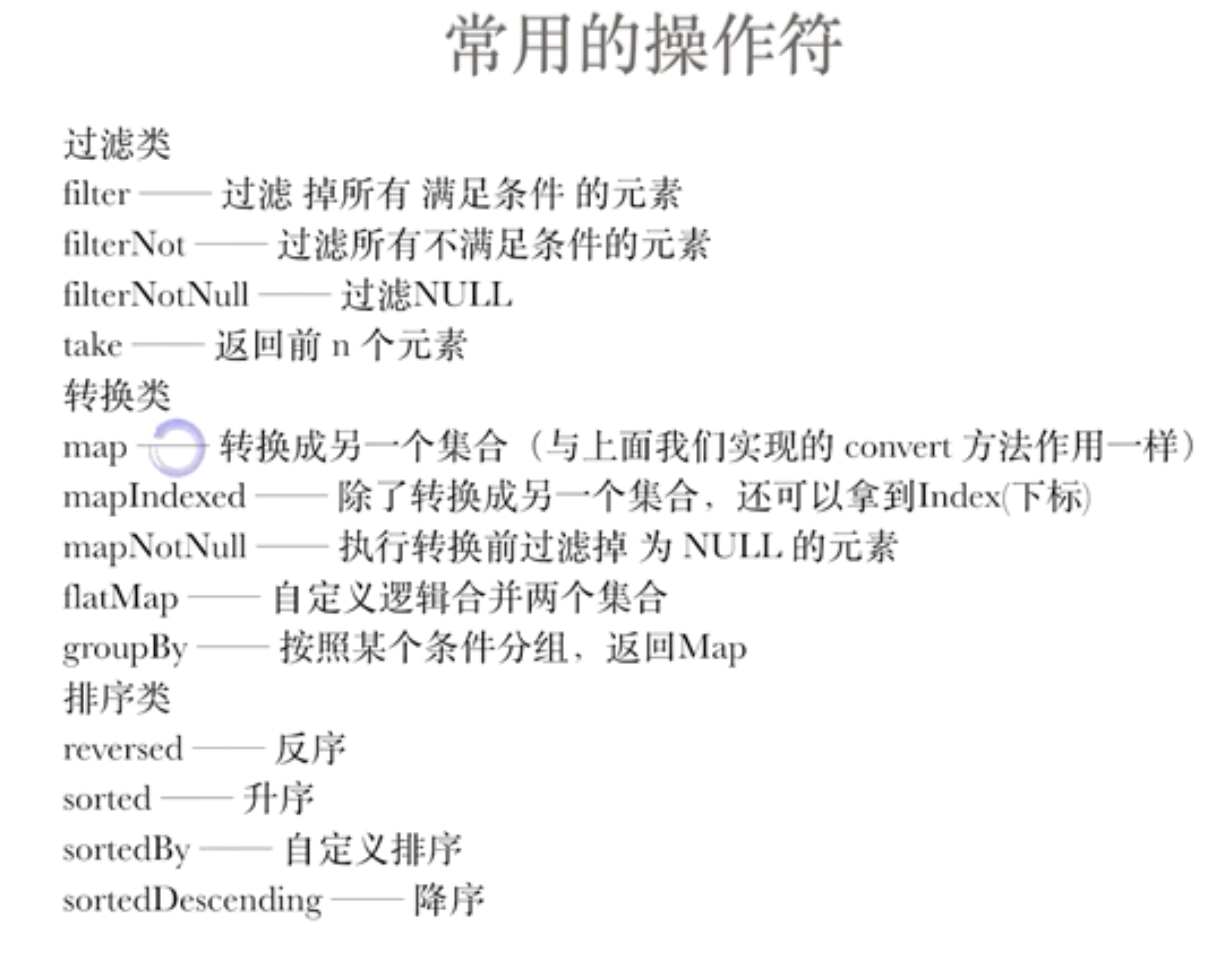 常用的操作符
过滤类
filter —— 过滤 掉所有 满足条件 的元素
filterNot —— 过滤所有不满足条件的元素
filterNotNull —— 过滤NULL
take —— 返回前 n 个元素
转换类
map —— 转换成另一个集合（与上面我们实现的 convert 方法作用一样）
mapIndexed —— 除了转换成另一个集合，还可以拿到Index(下标)
mapNotNull —— 执行转换前过滤掉 为 NULL 的元素
flatMap —— 自定义逻辑合并两个集合
groupBy —— 按照某个条件分组，返回Map
排序类
reversed —— 反序
sorted —— 升序
sortedBy —— 自定义排序
sortedDescending —— 降序